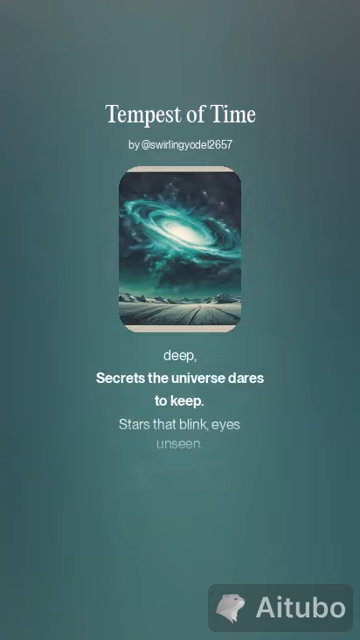 Tempest of Time
by @swirlingyodel2657
deep,
Secrets the universe dares
to keep.
Stars that blink, eyes
unseen.
Aitubo